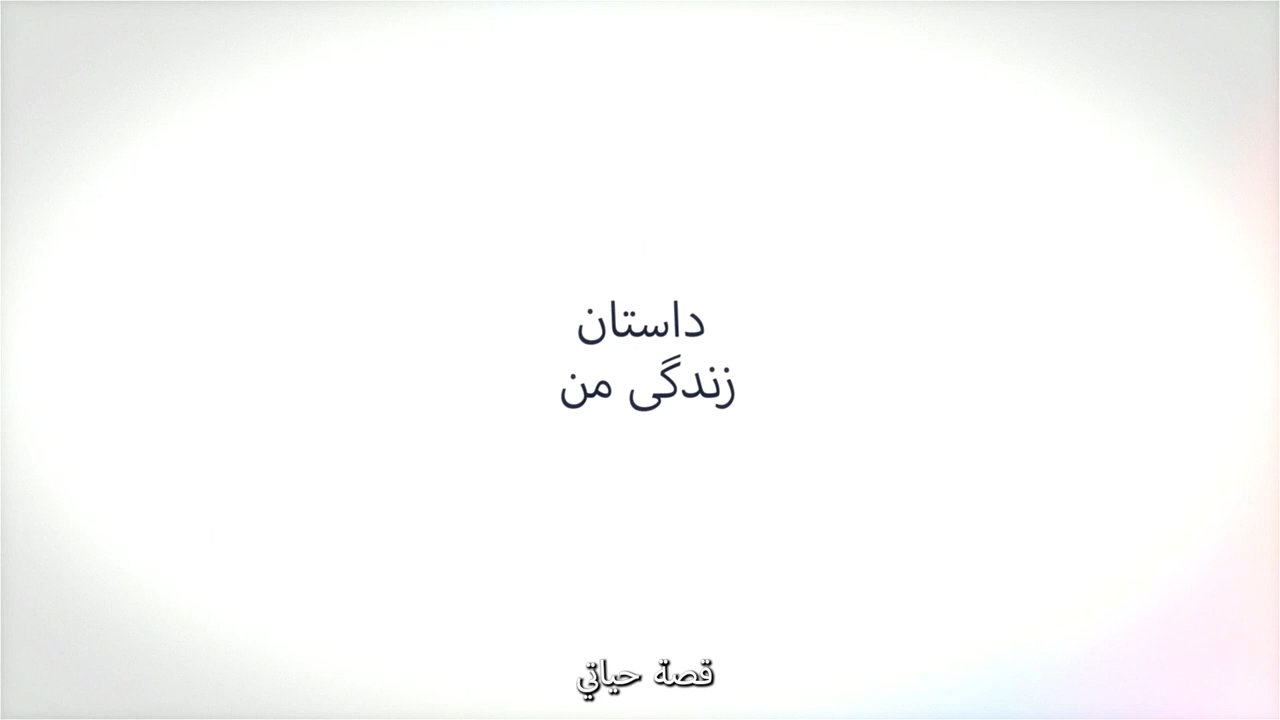 داستان
زندگی من
قصة حياتي